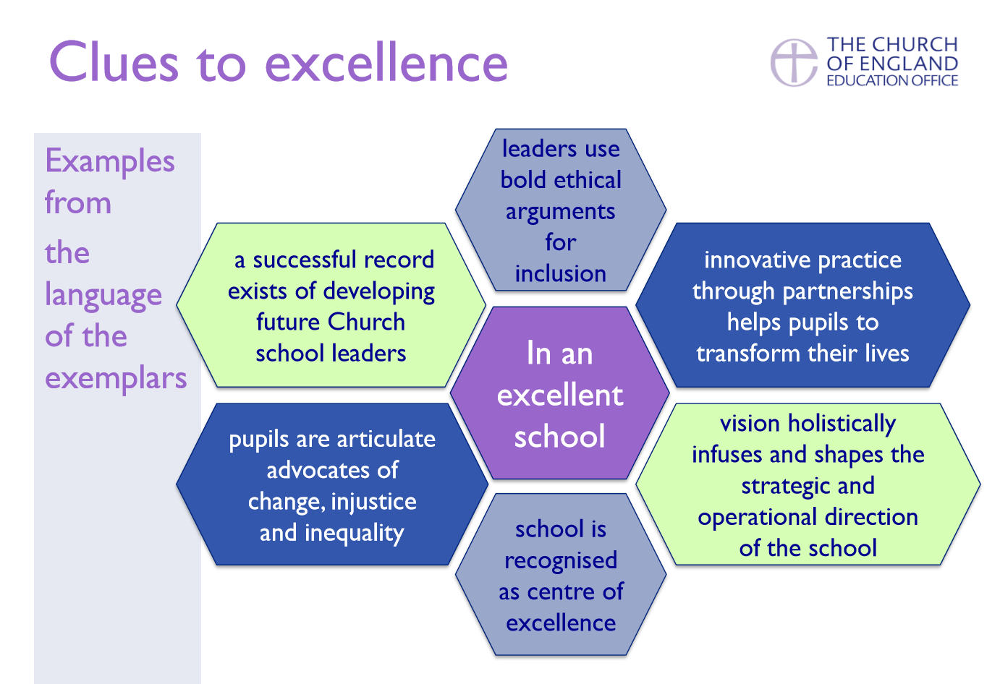 Clues to excellence
THE CHURCH
OF ENGLAND
EDUCATION OFFICE
Examples
from
the
language
of the
exemplars
leaders use
bold ethical
arguments
for
inclusion
a successful record
exists of developing
future Church
school leaders
innovative practice
through partnerships
helps pupils to
transform their lives
In an
excellent
school
pupils are articulate
advocates of
change, injustice
and inequality
vision holistically
infuses and shapes the
strategic and
operational direction
of the school
school is
recognised
as centre of
excellence